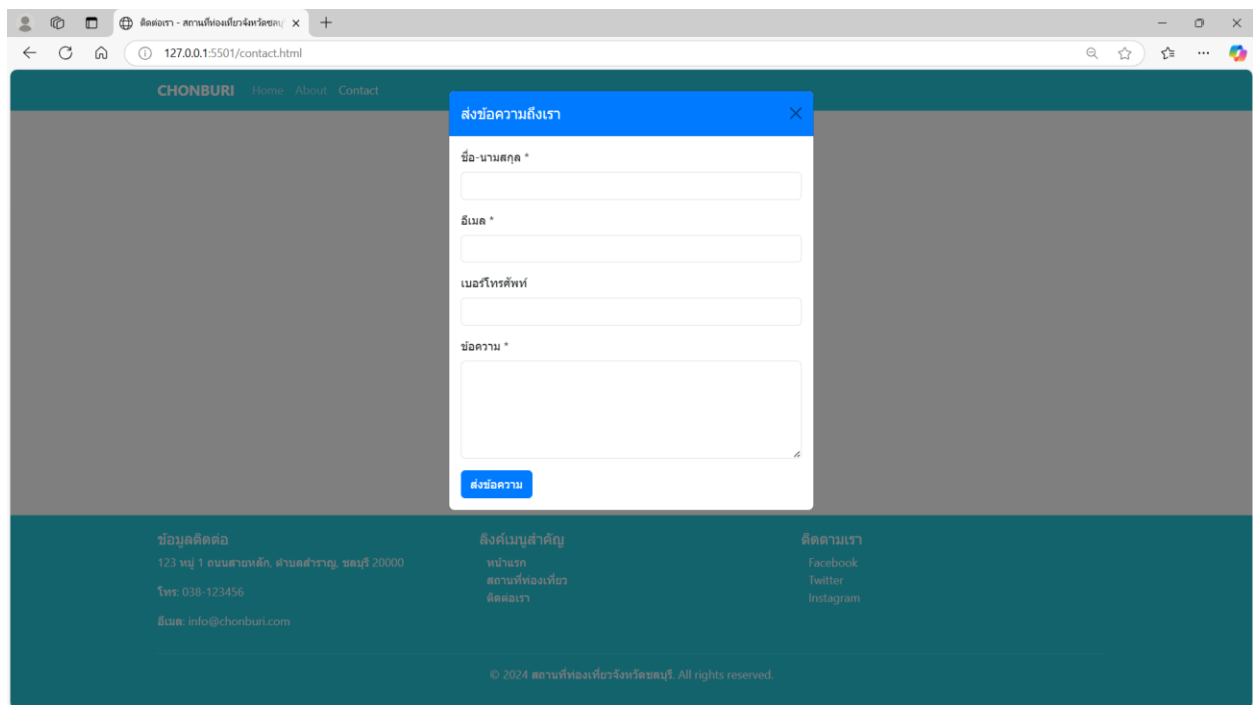 ติดต่อเรา - สถานที่ท่องเที่ยวจังหวัดชลบุ
127.0.0.1:5501/contact.html
CHONBURI Home About Contact
ส่งข้อความถึงเรา
ชื่อ-นามสกุล *
อีเมล *
เบอร์โทรศัพท์
ข้อความ *
ส่งข้อความ
ข้อมูลติดต่อ
123 หมู่ 1 ถนนสายหลัก, ตำบลสำราญ, ชลบุรี 20000
โทร: 038-123456
อีเมล: info@chonburi.com
ลิงค์เมนูสำคัญ
หน้าแรก
สถานที่ท่องเที่ยว
ติดต่อเรา
ติดตามเรา
Facebook
Twitter
Instagram
© 2024 สถานที่ท่องเที่ยวจังหวัดชลบุรี. All rights reserved.